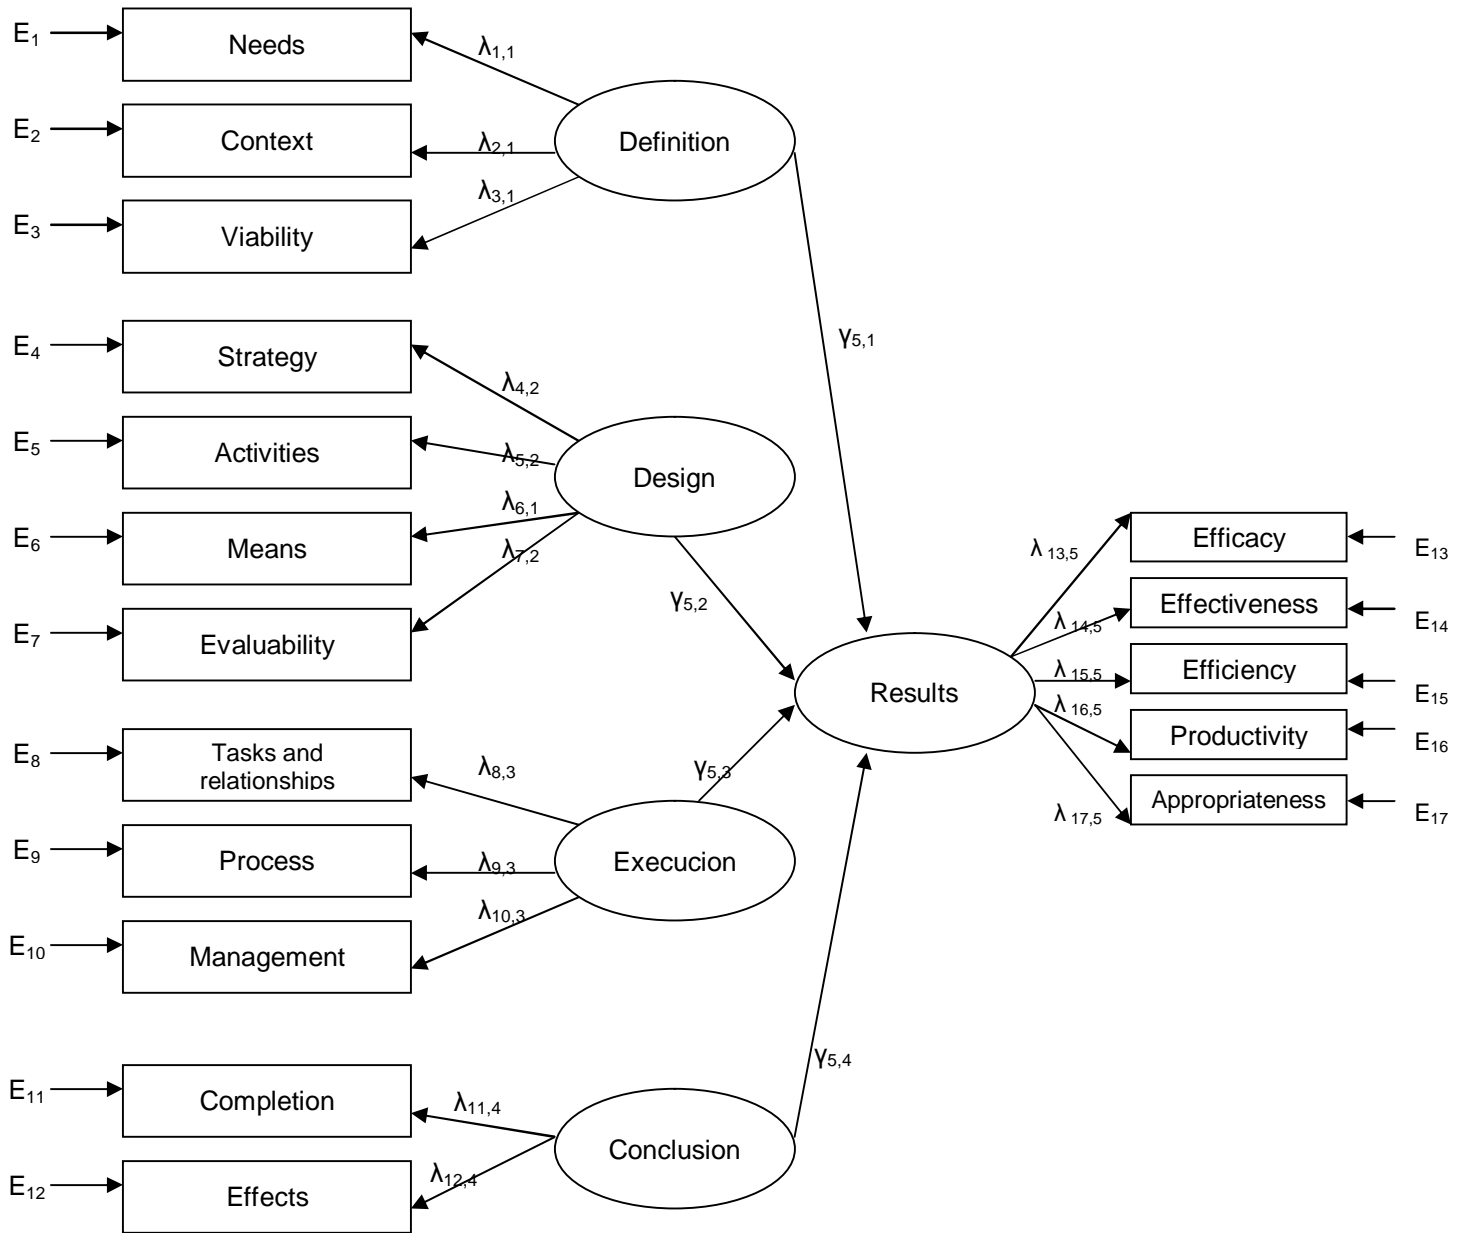 E1
Needs
λ1,1
E2
Context
λ2,1
Definition
E3
Viability
λ3,1
γ5,1
E4
Strategy
λ4,2
E5
Activities
λ5,2
Design
E6
Means
λ6,1
E7
Evaluability
λ7,2
γ5,2
E8
Tasks and
relationships
λ8,3
γ5,3
E9
Process
λ9,3
Execucion
E10
Management
λ10,3
E11
Completion
λ11,4
γ5,4
Conclusion
E12
Effects
λ12,4
Results
λ 13,5
Efficacy
E13
λ 14,5
Effectiveness
E14
λ 15,5
Efficiency
E15
λ 16,5
Productivity
E16
λ 17,5
Appropriateness
E17